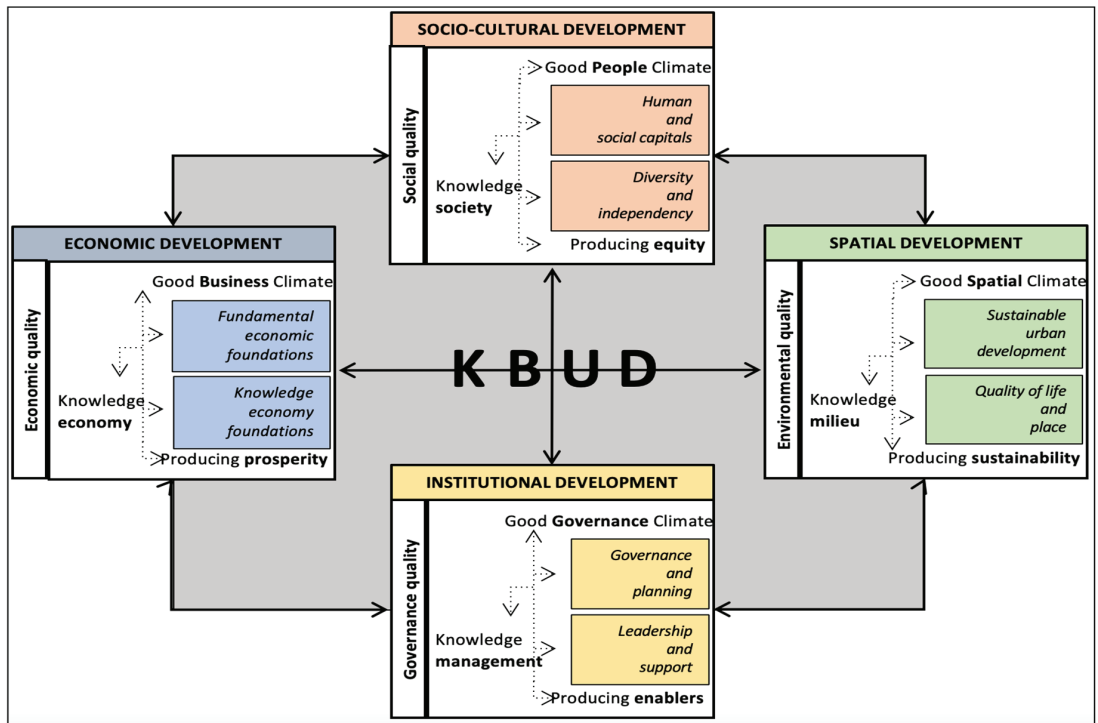 SOCIO-CULTURAL DEVELOPMENT
Social quality
Good People Climate
Human
and
social capitals
Knowledge
society
Diversity
and
independency
Producing equity
ECONOMIC DEVELOPMENT
Economic quality
Good Business Climate
Fundamental
economic
foundations
Knowledge
economy
Knowledge
economy
foundations
Producing prosperity
KBUD
SPATIAL DEVELOPMENT
Environmental quality
Good Spatial Climate
Sustainable
urban
development
Knowledge
milieu
Quality of life
and
place
Producing sustainability
INSTITUTIONAL DEVELOPMENT
Governance quality
Good Governance Climate
Governance
and
planning
Knowledge
management
Leadership
and
support
Producing enablers